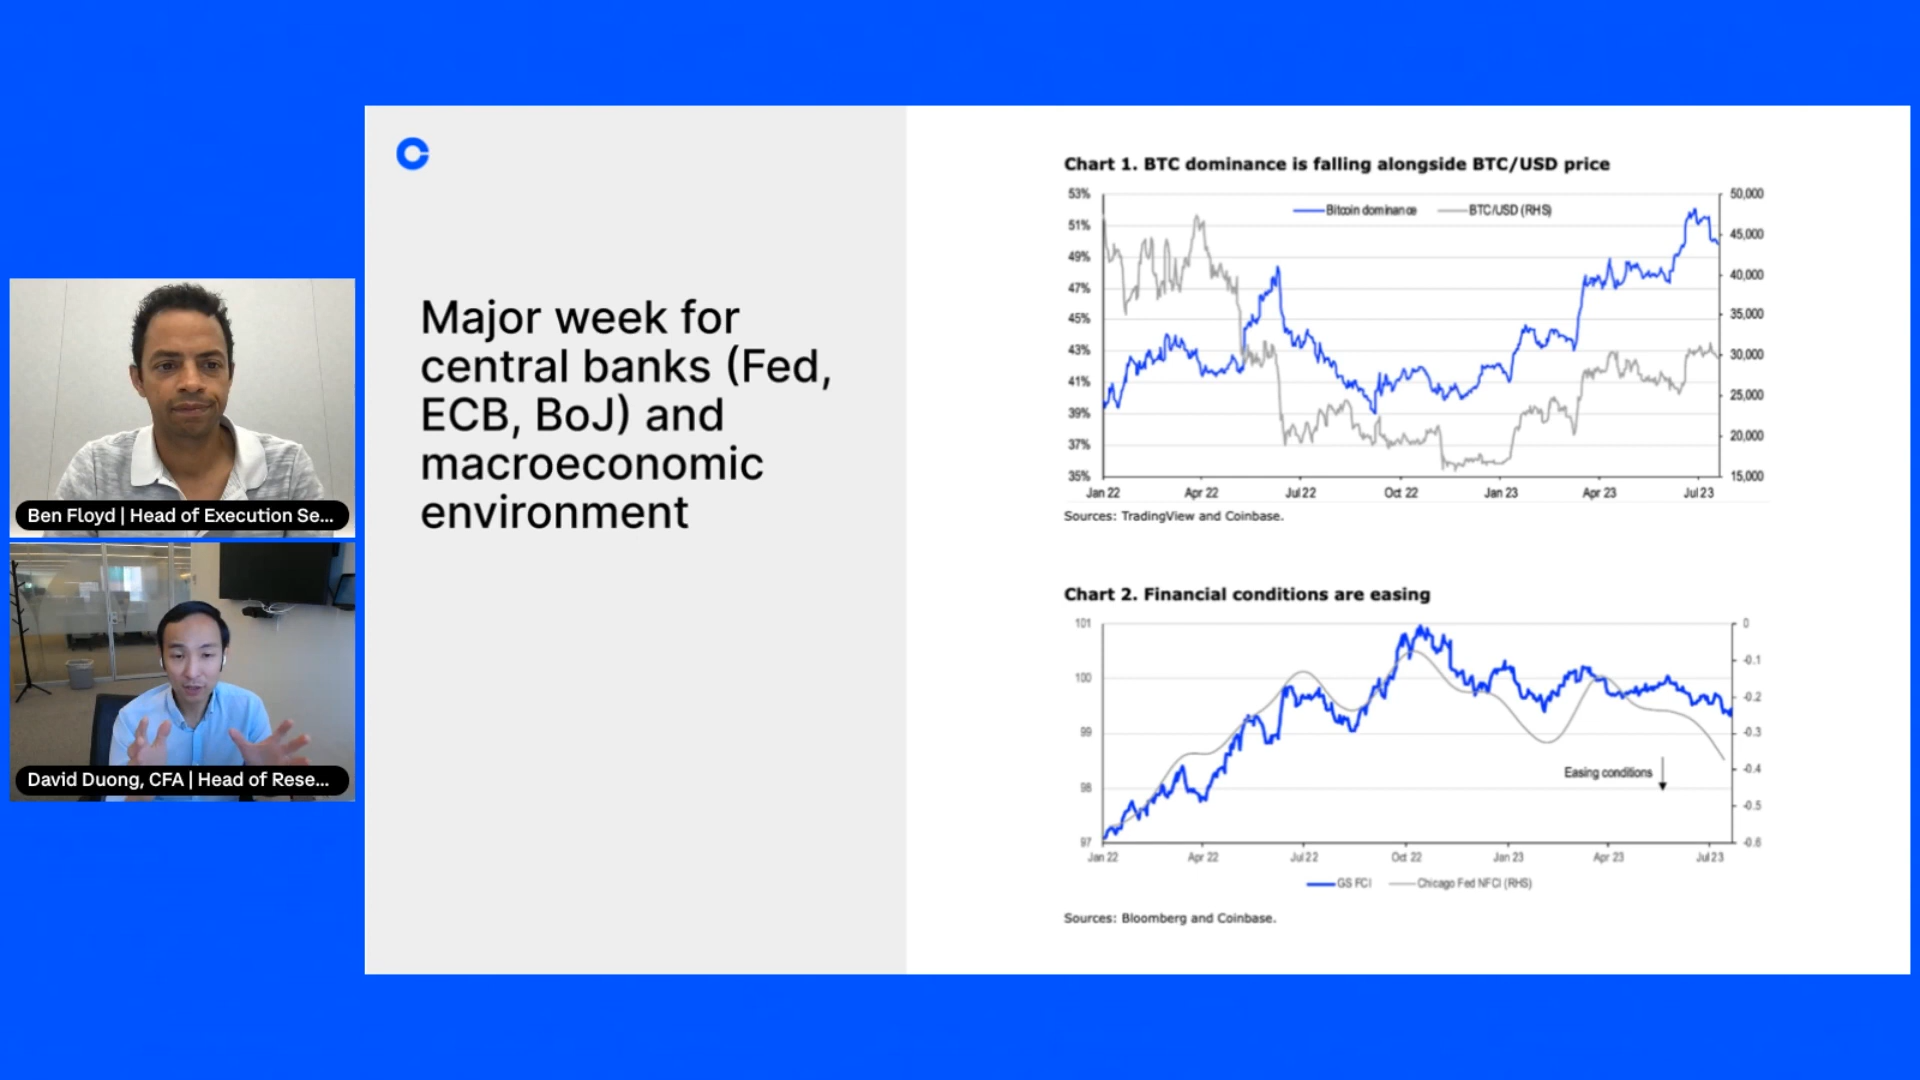 Major week for
central banks (Fed,
ECB, BoJ) and
macroeconomic
environment
Ben Floyd | Head of Execution Se...
David Duong, CFA | Head of Rese...
Chart 1. BTC dominance is falling alongside BTC/USD price
Bitcoin dominance
BTC/USD (RHS)
53%
51%
49%
47%
45%
43%
41%
39%
37%
35%
50,000
45,000
40,000
35,000
30,000
25,000
20,000
15,000
Jan 22 Apr 22 Jul 22 Oct 22 Jan 23 Apr 23 Jul 23
Sources: TradingView and Coinbase.
Chart 2. Financial conditions are easing
101
100
99
98
97
0
-0.1
-0.2
-0.3
-0.4
-0.5
-0.6
Easing conditions
Jan 22 Apr 22 Jul 22 Oct 22 Jan 23 Apr 23 Jul 23
GS FCI Chicago Fed NFCI (RHS)
Sources: Bloomberg and Coinbase.